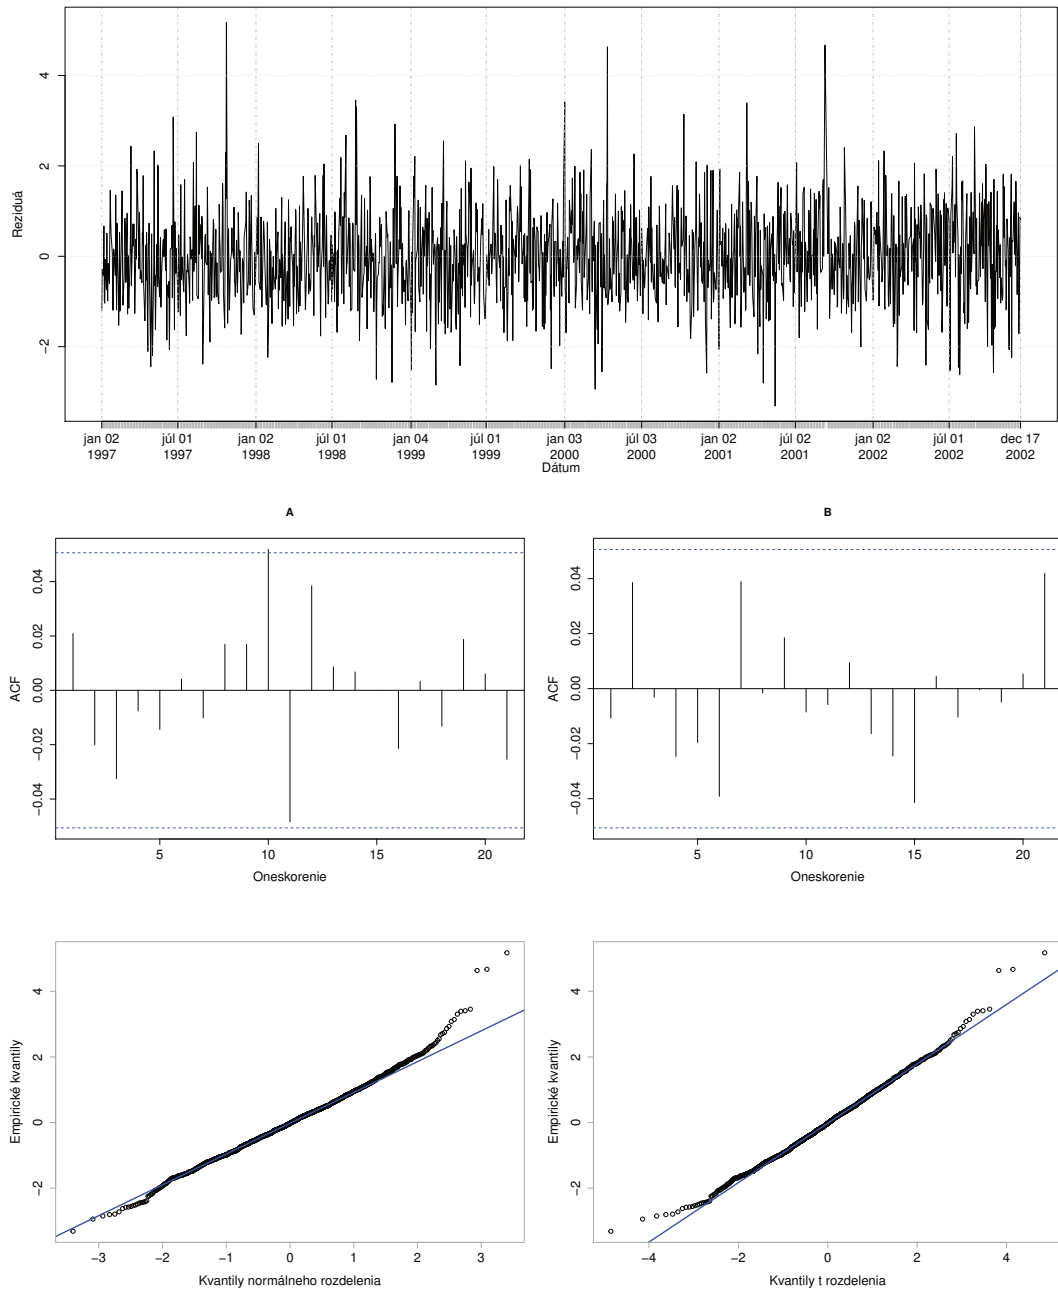 4
2
0
−2
Reziduá
jan 02 júl 01 jan 02 júl 01 jan 04 júl 01 jan 03 júl 03 jan 02 júl 02 jan 02 júl 01 dec 17
1997 1997 1998 1998 1999 1999 2000 2000 2001 2001 2002 2002 2002
Dátum
A
0.04
0.02
0.00
−0.02
−0.04
ACF
5 10 15 20
Oneskorenie
B
0.04
0.02
0.00
−0.02
−0.04
ACF
5 10 15 20
Oneskorenie
4
2
0
−2
Empirické kvantily
−3 −2 −1 0 1 2 3
Kvantily normálneho rozdelenia
4
2
0
−2
Empirické kvantily
−4 −2 0 2 4
Kvantily t rozdelenia